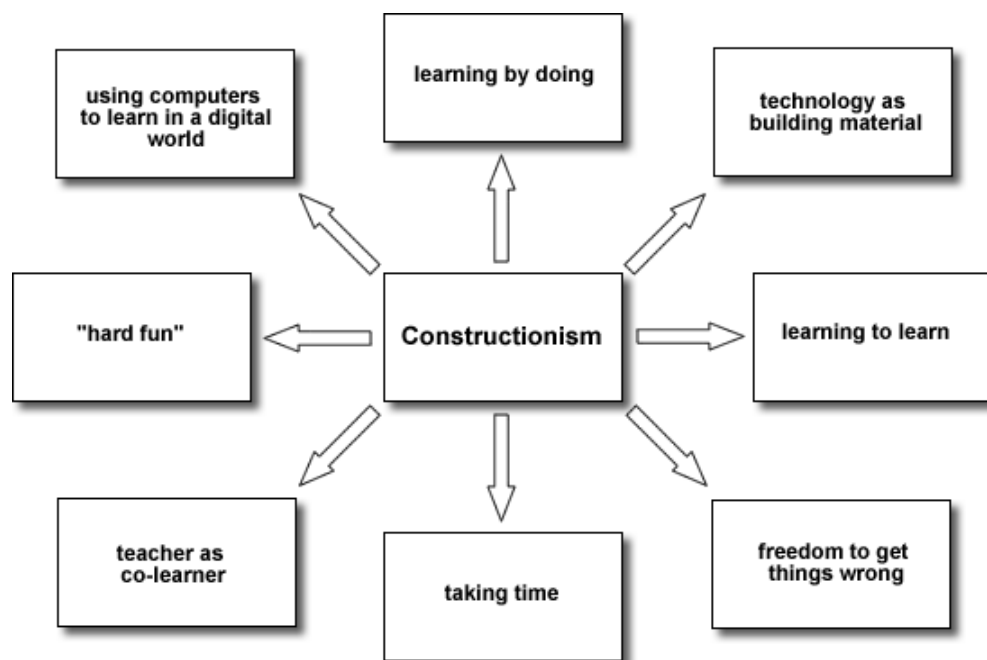 learning by doing
using computers
to learn in a digital
world
technology as
building material
"hard fun"
Constructionism
learning to learn
teacher as
co-learner
taking time
freedom to get
things wrong